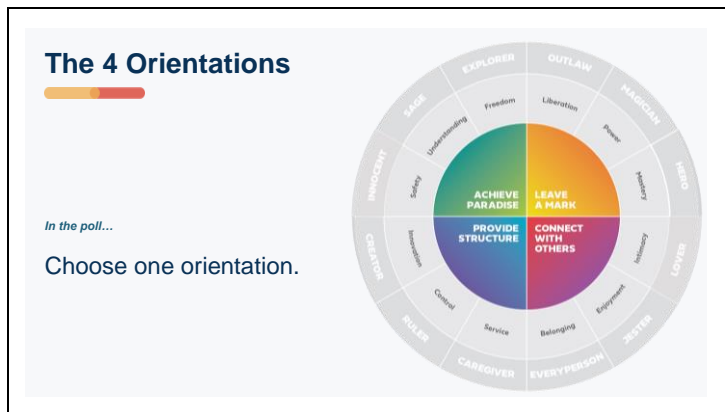 The 4 Orientations
In the poll…
Choose one orientation.
EXPLORER
OUTLAW
MAGICIAN
HERO
LOVER
JESTER
EVERYPERSON
CAREGIVER
RULER
CREATOR
INNOCENT
SAGE
Freedom
Liberation
Power
Mastery
Intimacy
Enjoyment
Belonging
Service
Control
Innovation
Safety
Understanding
ACHIEVE
PARADISE
LEAVE
A MARK
PROVIDE
STRUCTURE
CONNECT
WITH
OTHERS